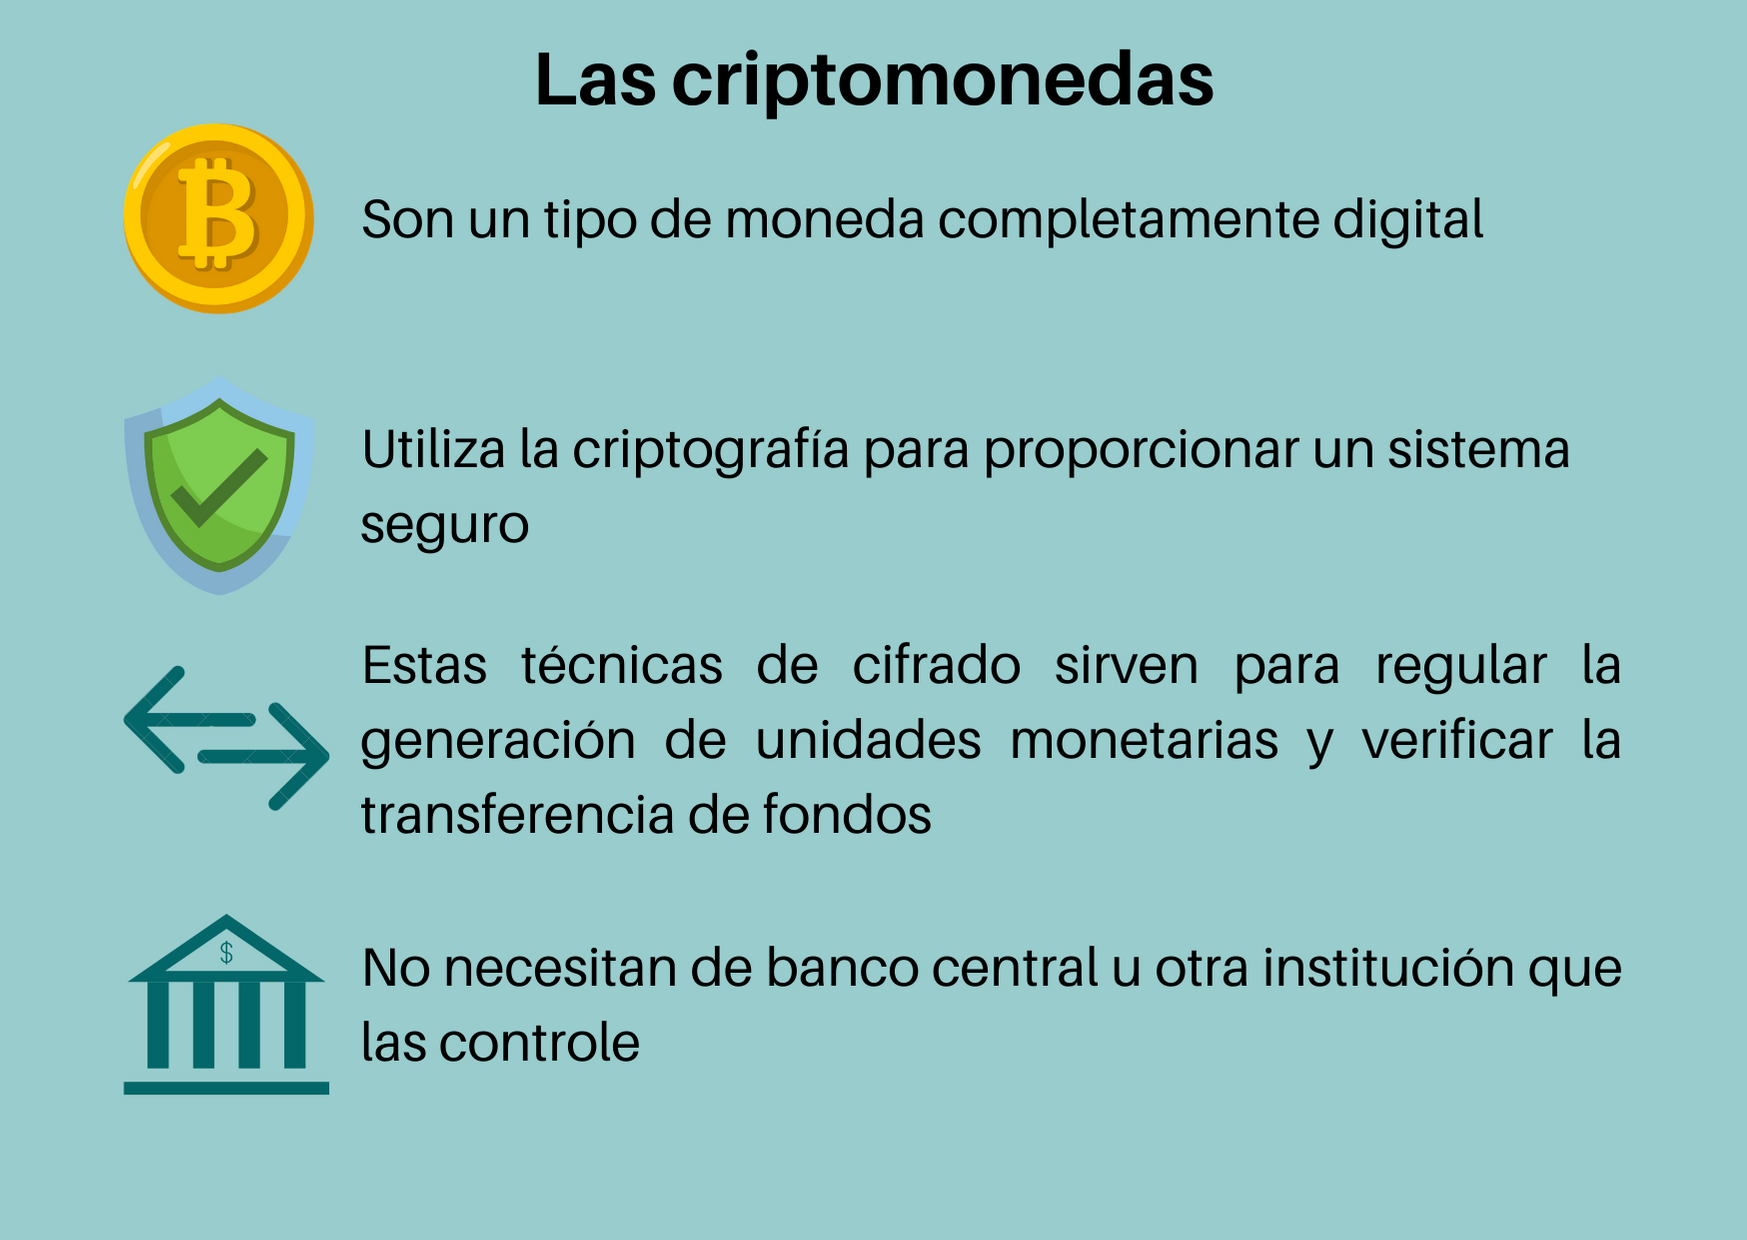 Las criptomonedas
Son un tipo de moneda completamente digital
Utiliza la criptografía para proporcionar un sistema
seguro
Estas técnicas de cifrado sirven para regular la
generación de unidades monetarias y verificar la
transferencia de fondos
$
No necesitan de banco central u otra institución que
las controle